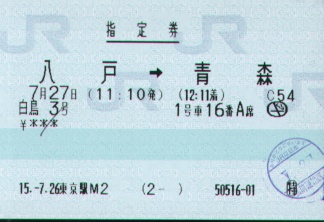 指定券
八戸 → 青森
7月27日 (11:10発) (12:11着) C54
白鳥 3号 1号車16番A席
¥***
15.-7.26東京駅M2 (2- ) 50516-01